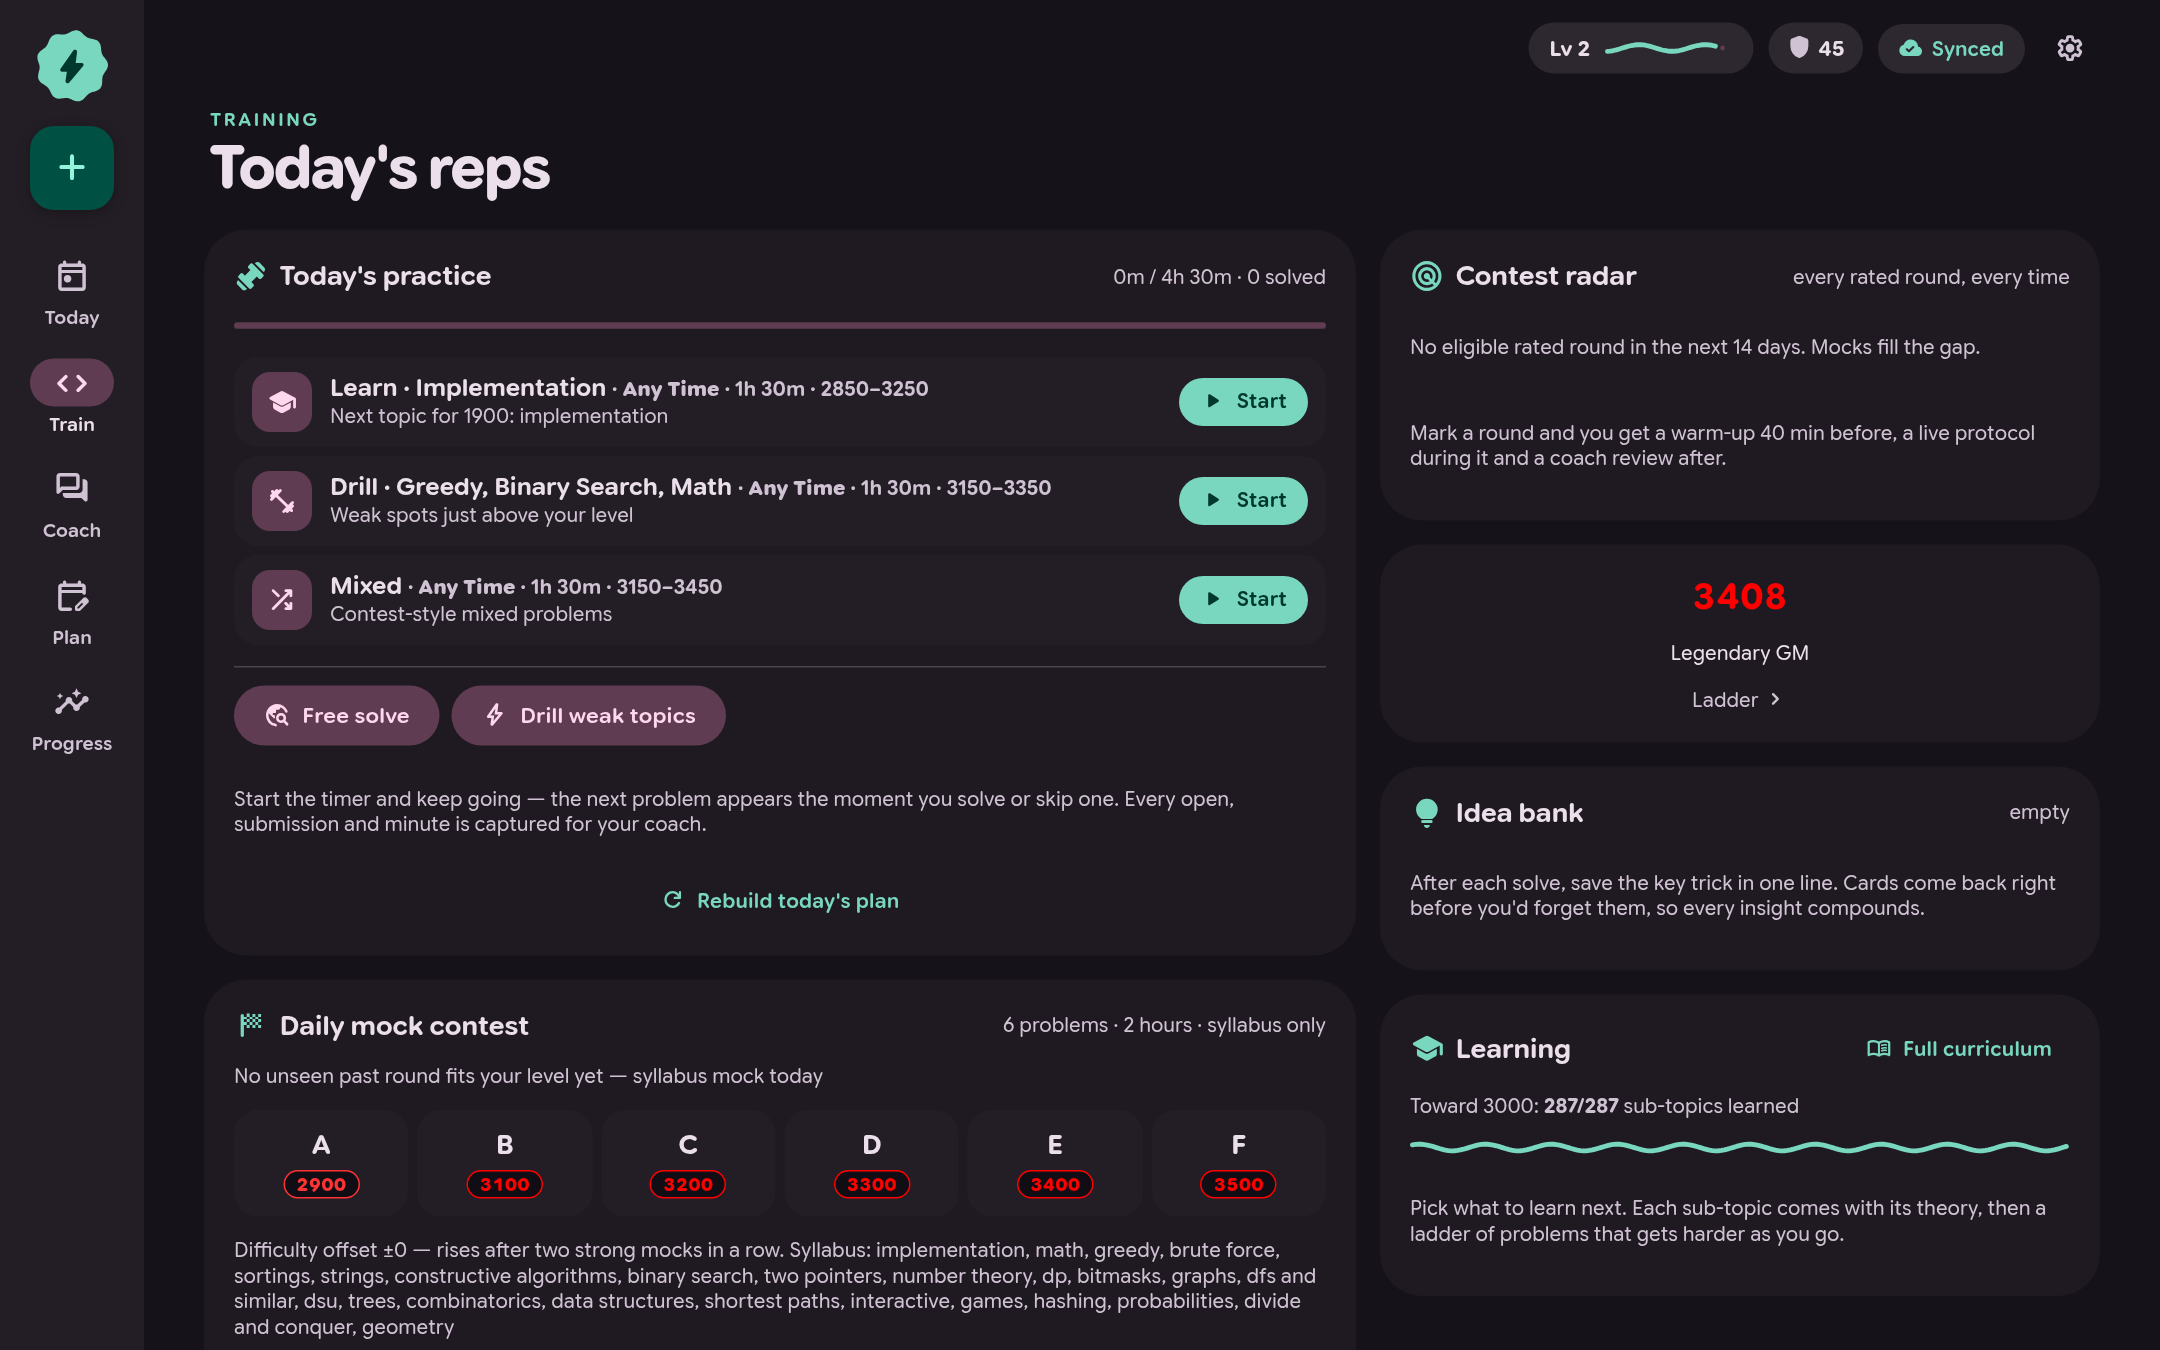 Lv 2
45
Synced
TRAINING
Today's reps
Today
Train
Coach
Plan
Progress
Today's practice
0m / 4h 30m · 0 solved
Learn · Implementation · Any Time · 1h 30m · 2850–3250
Next topic for 1900: implementation
Start
Drill · Greedy, Binary Search, Math · Any Time · 1h 30m · 3150–3350
Weak spots just above your level
Start
Mixed · Any Time · 1h 30m · 3150–3450
Contest-style mixed problems
Start
Free solve
Drill weak topics
Start the timer and keep going — the next problem appears the moment you solve or skip one. Every open,
submission and minute is captured for your coach.
Rebuild today's plan
Daily mock contest
6 problems · 2 hours · syllabus only
No unseen past round fits your level yet — syllabus mock today
A
B
C
D
E
F
2900
3100
3200
3300
3400
3500
Difficulty offset ±0 — rises after two strong mocks in a row. Syllabus: implementation, math, greedy, brute force,
sortings, strings, constructive algorithms, binary search, two pointers, number theory, dp, bitmasks, graphs, dfs and
similar, dsu, trees, combinatorics, data structures, shortest paths, interactive, games, hashing, probabilities, divide
and conquer, geometry
Contest radar
every rated round, every time
No eligible rated round in the next 14 days. Mocks fill the gap.
Mark a round and you get a warm-up 40 min before, a live protocol
during it and a coach review after.
3408
Legendary GM
Ladder
Idea bank
empty
After each solve, save the key trick in one line. Cards come back right
before you'd forget them, so every insight compounds.
Learning
Full curriculum
Toward 3000: 287/287 sub-topics learned
Pick what to learn next. Each sub-topic comes with its theory, then a
ladder of problems that gets harder as you go.